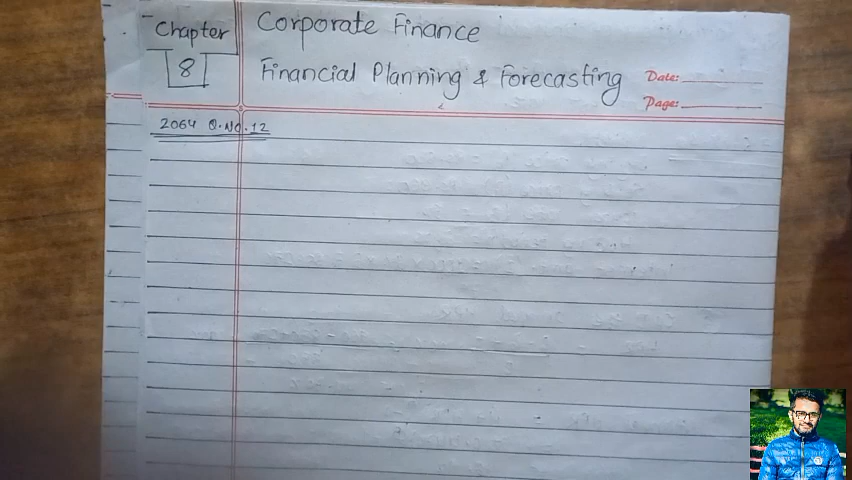 Chapter
8
Corporate Finance
Financial Planning & Forecasting
Date:
Page:
2064 Q.NO.12